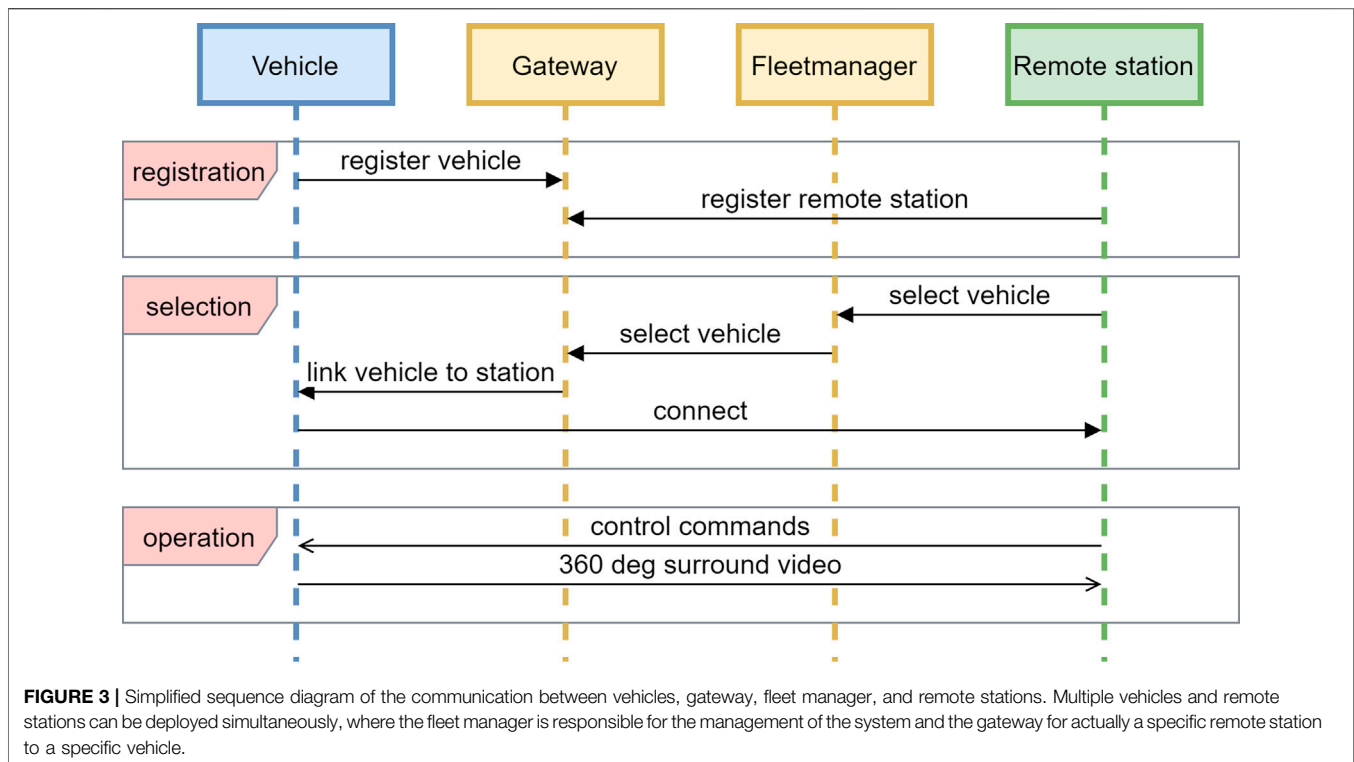 Vehicle
Gateway
Fleetmanager
Remote station
registration
register vehicle
register remote station
selection
select vehicle
select vehicle
link vehicle to station
connect
operation
control commands
360 deg surround video
FIGURE 3 | Simplified sequence diagram of the communication between vehicles, gateway, fleet manager, and remote stations. Multiple vehicles and remote
stations can be deployed simultaneously, where the fleet manager is responsible for the management of the system and the gateway for actually a specific remote station
to a specific vehicle.